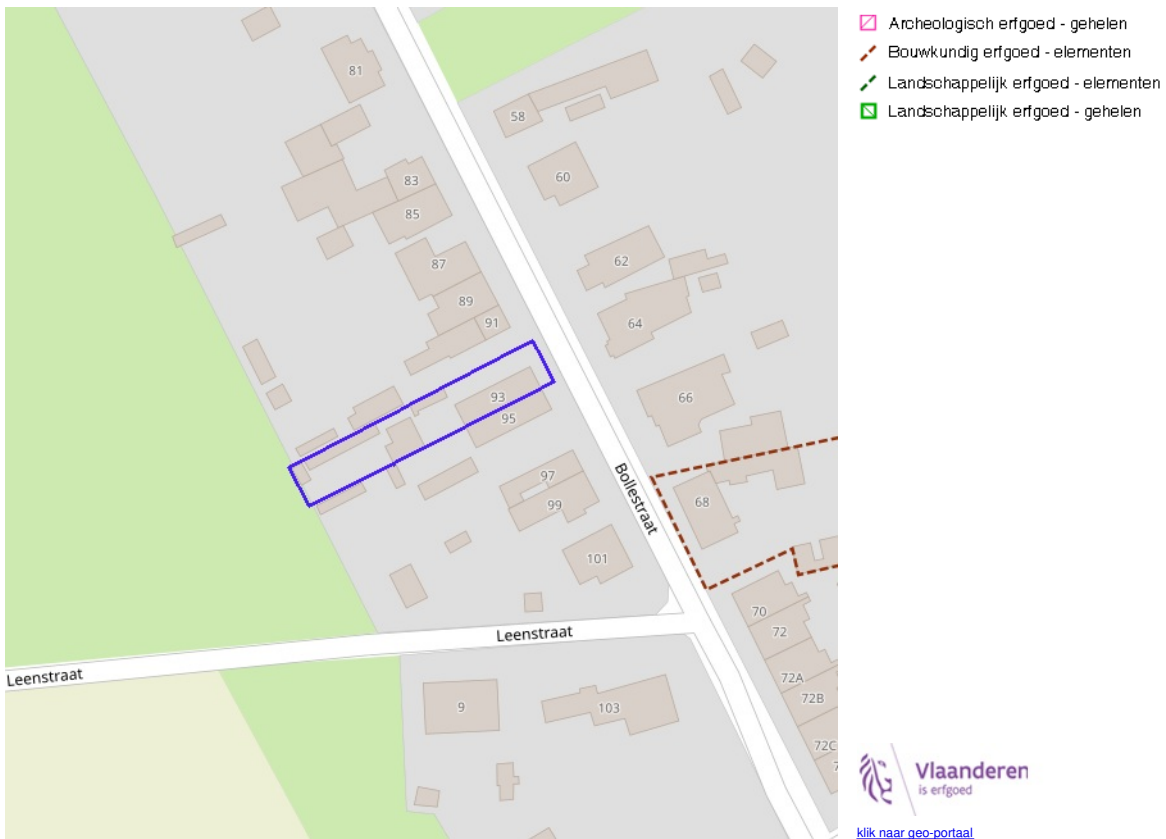 81
58
60
83
85
87
62
89
91
64
93
95
66
97
99
68
101
Bollestraat
70
72
72A
72B
72C
7
Leenstraat
Leenstraat
9
103
Archeologisch erfgoed - gehelen
Bouwkundig erfgoed - elementen
Landschappelijk erfgoed - elementen
Landschappelijk erfgoed - gehelen
Vlaanderen
is erfgoed
klik naar geo-portaal